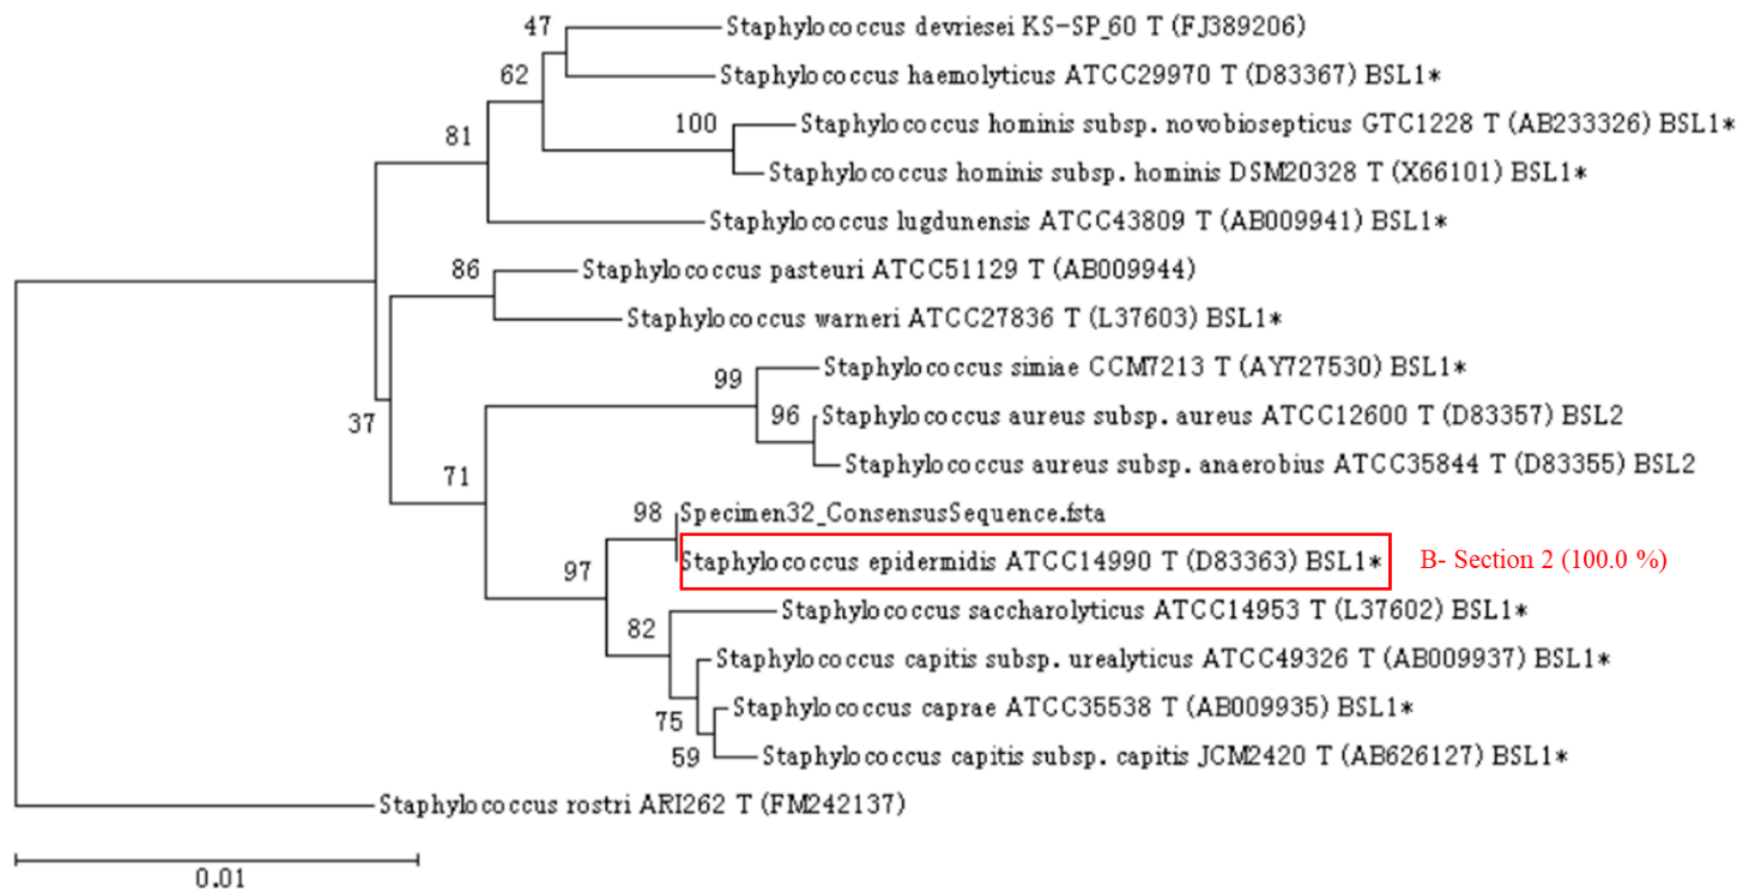 47
Staphylococcus devriesei KS-SP_60 T (FJ389206)
62
Staphylococcus haemolyticus ATCC29970 T (D83367) BSL1*
100
Staphylococcus hominis subsp. novobiosepticus GTC1228 T (AB233326) BSL1*
81
Staphylococcus hominis subsp. hominis DSM20328 T (X66101) BSL1*
Staphylococcus lugdunensis ATCC43809 T (AB009941) BSL1*
86
Staphylococcus pasteuri ATCC51129 T (AB009944)
Staphylococcus warneri ATCC27836 T (L37603) BSL1*
Staphylococcus simiae CCM7213 T (AY727530) BSL1*
99
96
Staphylococcus aureus subsp. aureus ATCC12600 T (D83357) BSL2
37
Staphylococcus aureus subsp. anaerobius ATCC35844 T (D83355) BSL2
71
98
Specimen32_ConsensusSequence.fsta
Staphylococcus epidermidis ATCC14990 T (D83363) BSL1*
B- Section 2 (100.0 %)
97
Staphylococcus saccharolyticus ATCC14953 T (L37602) BSL1*
82
Staphylococcus capitis subsp. urealyticus ATCC49326 T (AB009937) BSL1*
Staphylococcus caprae ATCC35538 T (AB009935) BSL1*
75
59
Staphylococcus capitis subsp. capitis JCM2420 T (AB626127) BSL1*
Staphylococcus rostri ARI262 T (FM242137)
0.01